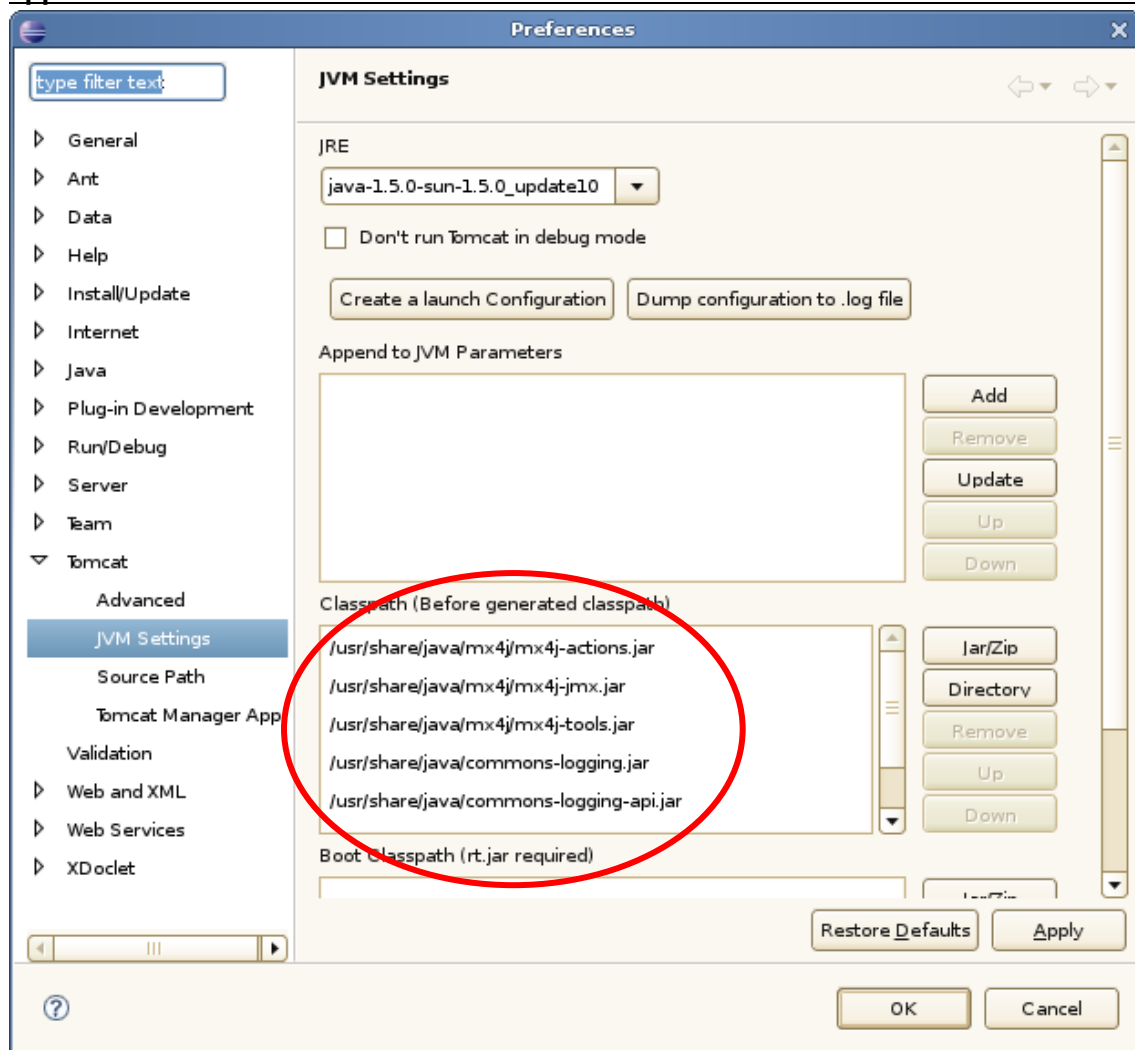 Preferences
type filter text
General
Ant
Data
Help
Install/Update
Internet
Java
Plug-in Development
Run/Debug
Server
Team
Tomcat
Advanced
JVM Settings
Source Path
Tomcat Manager App
Validation
Web and XML
Web Services
XDoclet
JVM Settings
JRE
java-1.5.0-sun-1.5.0_update10
Don't run Tomcat in debug mode
Create a launch Configuration
Dump configuration to .log file
Append to JVM Parameters
Add
Remove
Update
Up
Down
Classpath (Before generated classpath)
/usr/share/java/mx4j/mx4j-actions.jar
/usr/share/java/mx4j/mx4j-jmx.jar
/usr/share/java/mx4j/mx4j-tools.jar
/usr/share/java/commons-logging.jar
/usr/share/java/commons-logging-api.jar
Jar/Zip
Directory
Remove
Up
Down
Boot Classpath (rt.jar required)
Jar/Zip
Restore Defaults
Apply
OK
Cancel